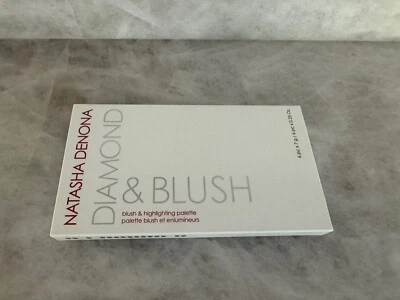 NATASHA DENONA
DIAMOND
& BLUSH
blush & highlighting palette
palette blush et enlumineurs